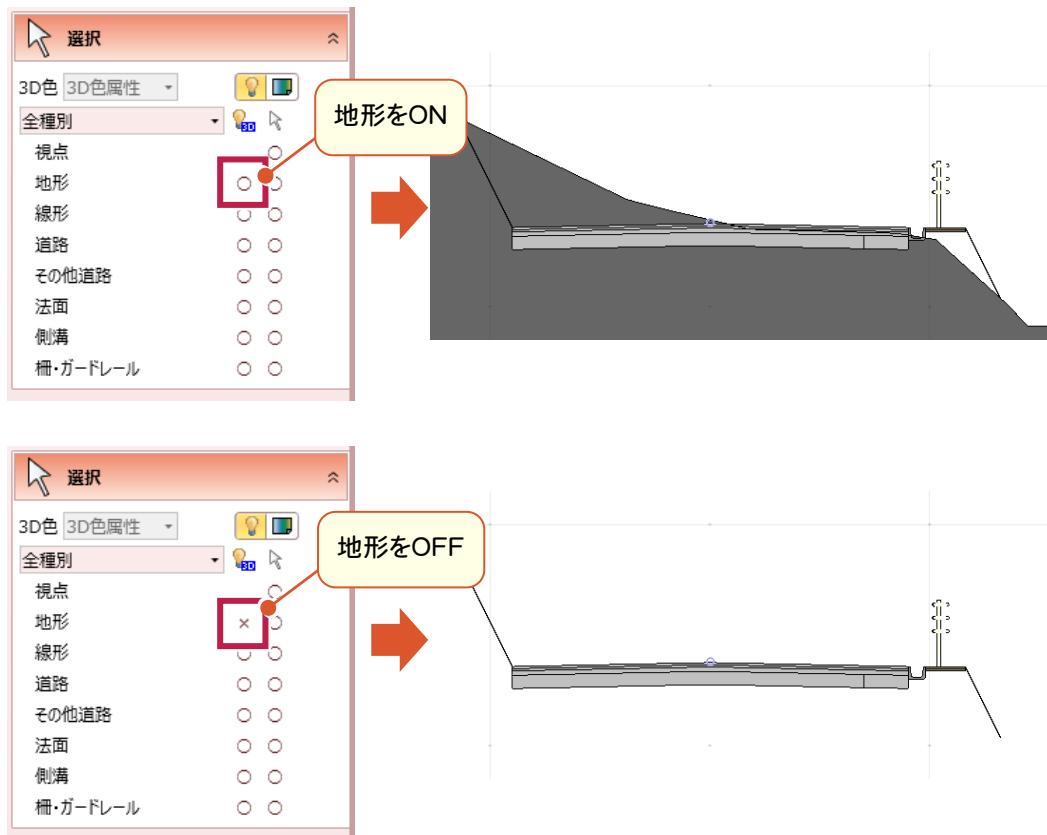 選択
3D色 3D色属性
全種別
3D
視点
地形
線形
道路
その他道路
法面
側溝
柵・ガードレール
地形をON
選択
3D色 3D色属性
全種別
3D
視点
地形
線形
道路
その他道路
法面
側溝
柵・ガードレール
地形をOFF